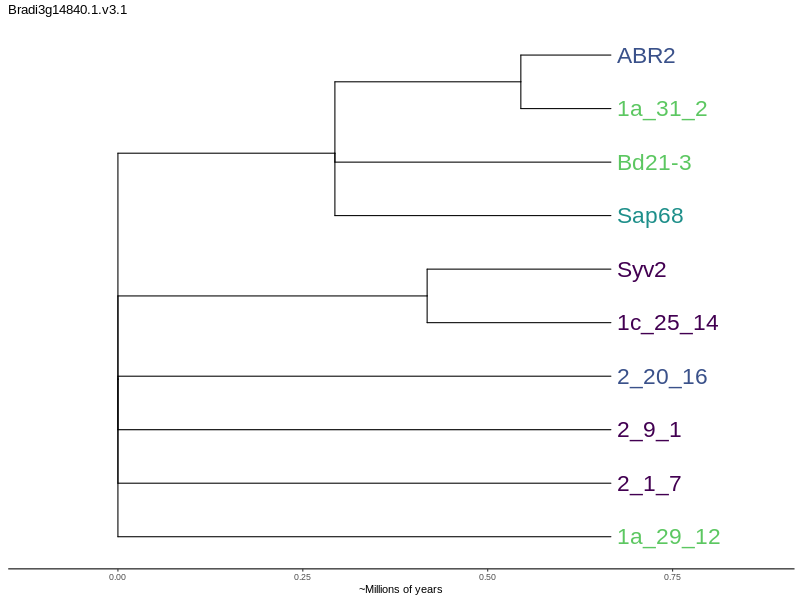 Bradi3g14840.1.v3.1
ABR2
1a_31_2
Bd21-3
Sap68
Syv2
1c_25_14
2_20_16
2_9_1
2_1_7
1a_29_12
0.00 0.25 0.50 0.75
~Millions of years